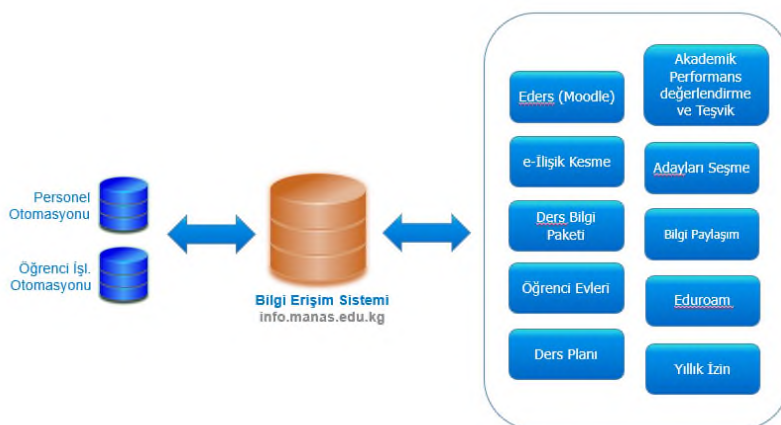 Personel
Otomasyonu
Öğrenci İşl.
Otomasyonu
Bilgi Erişim Sistemi
info.manas.edu.kg
Eders (Moodle)
e-İlişik Kesme
Ders Bilgi
Paketi
Öğrenci Evleri
Ders Planı
Akademik
Performans
değerlendirme
ve Teşvik
Adayları Seşme
Bilgi Paylaşım
Eduroam
Yıllık İzin